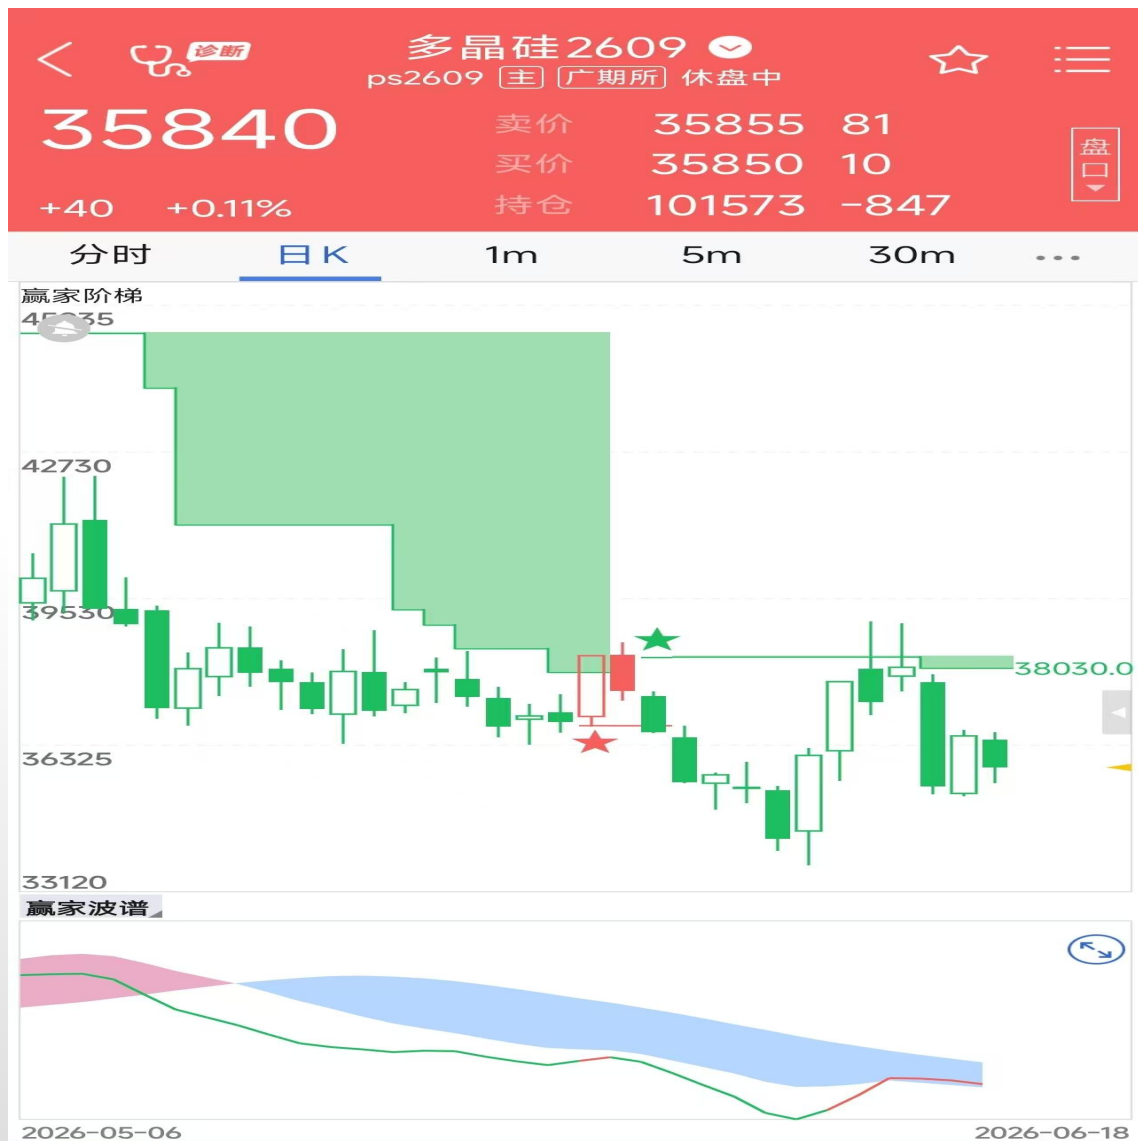 诊断
多晶硅2609
ps2609 主 广期所 休盘中
35840
卖价 35855 81
买价 35850 10
持仓 101573 -847
盘口
+40 +0.11%
分时 日K 1m 5m 30m
赢家阶梯
42730
39530
38030.0
36325
33120
赢家波谱
2026-05-06 2026-06-18